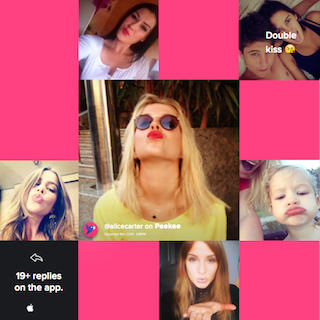 Double
kiss 😘
@alicecarter on Peekee
19+ replies
on the app.